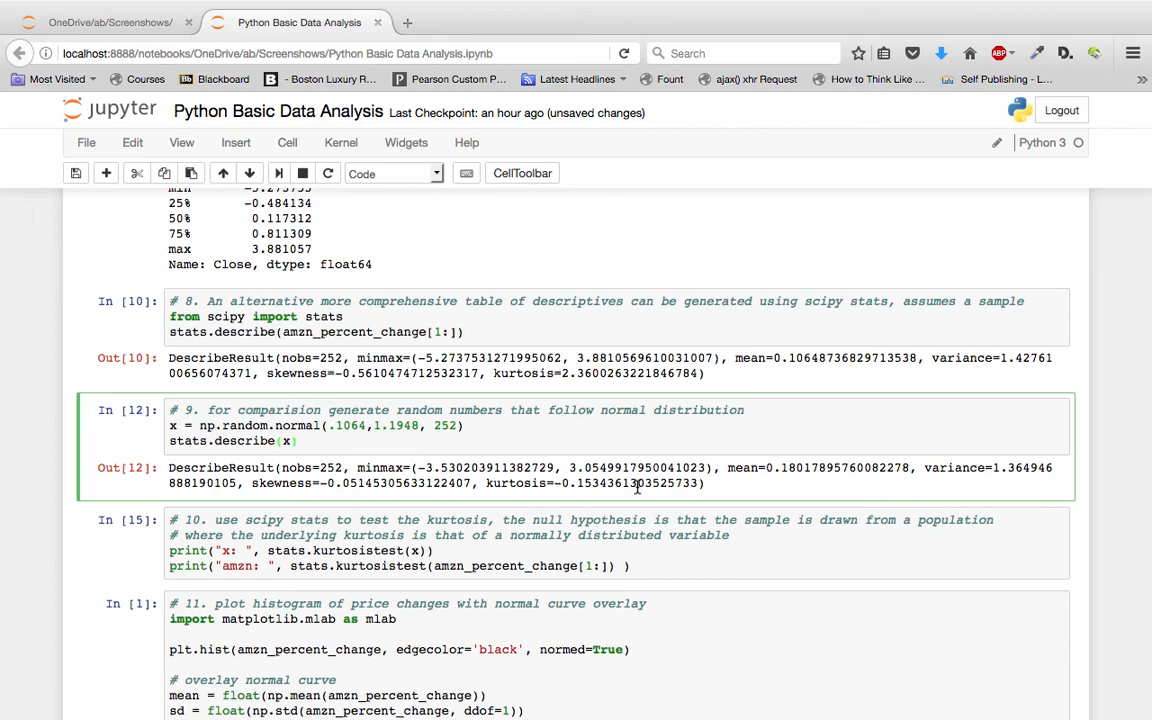 OneDrive/ab/Screenshows/
Python Basic Data Analysis
localhost:8888/notebooks/OneDrive/ab/Screenshows/Python Basic Data Analysis.ipynb
Search
ABP
D.
Most Visited
Courses
Bb Blackboard
B - Boston Luxury R...
P Pearson Custom P...
Latest Headlines
Fount
ajax() xhr Request
How to Think Like ...
Lulu Self Publishing - L...
jupyter Python Basic Data Analysis Last Checkpoint: an hour ago (unsaved changes)
Logout
File Edit View Insert Cell Kernel Widgets Help
Python 3
Code
CellToolbar
min -5.273753
25% -0.484134
50% 0.117312
75% 0.811309
max 3.881057
Name: Close, dtype: float64
In [10]: # 8. An alternative more comprehensive table of descriptives can be generated using scipy stats, assumes a sample
from scipy import stats
stats.describe(amzn_percent_change[1:])
Out[10]: DescribeResult(nobs=252, minmax=(-5.2737531271995062, 3.8810569610031007), mean=0.10648736829713538, variance=1.42761
00656074371, skewness=-0.5610474712532317, kurtosis=2.3600263221846784)
In [12]: # 9. for comparision generate random numbers that follow normal distribution
x = np.random.normal(.1064,1.1948, 252)
stats.describe(x)
Out[12]: DescribeResult(nobs=252, minmax=(-3.530203911382729, 3.0549917950041023), mean=0.18017895760082278, variance=1.364946
888190105, skewness=-0.05145305633122407, kurtosis=-0.1534361303525733)
In [15]: # 10. use scipy stats to test the kurtosis, the null hypothesis is that the sample is drawn from a population
# where the underlying kurtosis is that of a normally distributed variable
print("x: ", stats.kurtosistest(x))
print("amzn: ", stats.kurtosistest(amzn_percent_change[1:]) )
In [1]: # 11. plot histogram of price changes with normal curve overlay
import matplotlib.mlab as mlab
plt.hist(amzn_percent_change, edgecolor='black', normed=True)
# overlay normal curve
mean = float(np.mean(amzn_percent_change))
sd = float(np.std(amzn_percent_change, ddof=1))